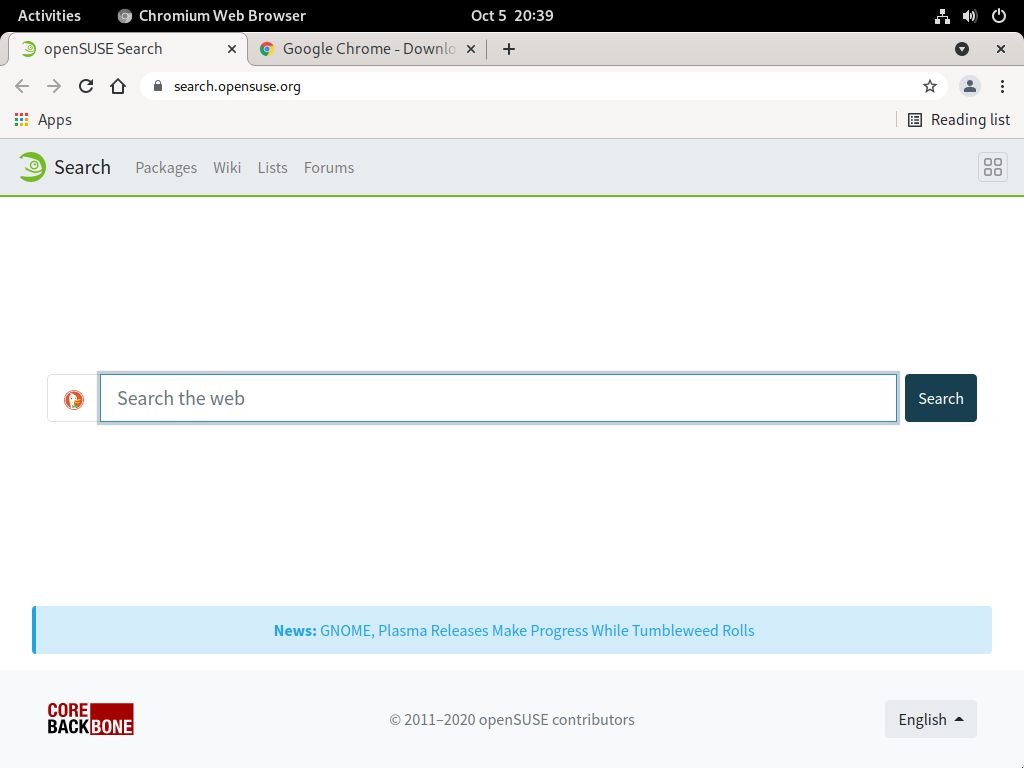 Activities Chromium Web Browser Oct 5 20:39
openSUSE Search Google Chrome - Downlo
search.opensuse.org
Apps Reading list
Search Packages Wiki Lists Forums
Search the web Search
News: GNOME, Plasma Releases Make Progress While Tumbleweed Rolls
CORE
BACKBONE
© 2011–2020 openSUSE contributors
English